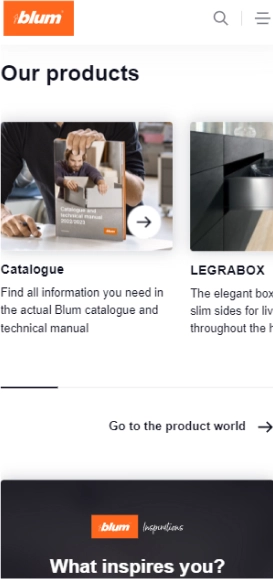 blum
Our products
Catalogue and
technical Manual
2022/2023
blum
Catalogue
Find all information you need in
the actual Blum catalogue and
technical manual
LEGRABOX
The elegant box
slim sides for liv
throughout the h
Go to the product world
blum Inspirations
What inspires you?